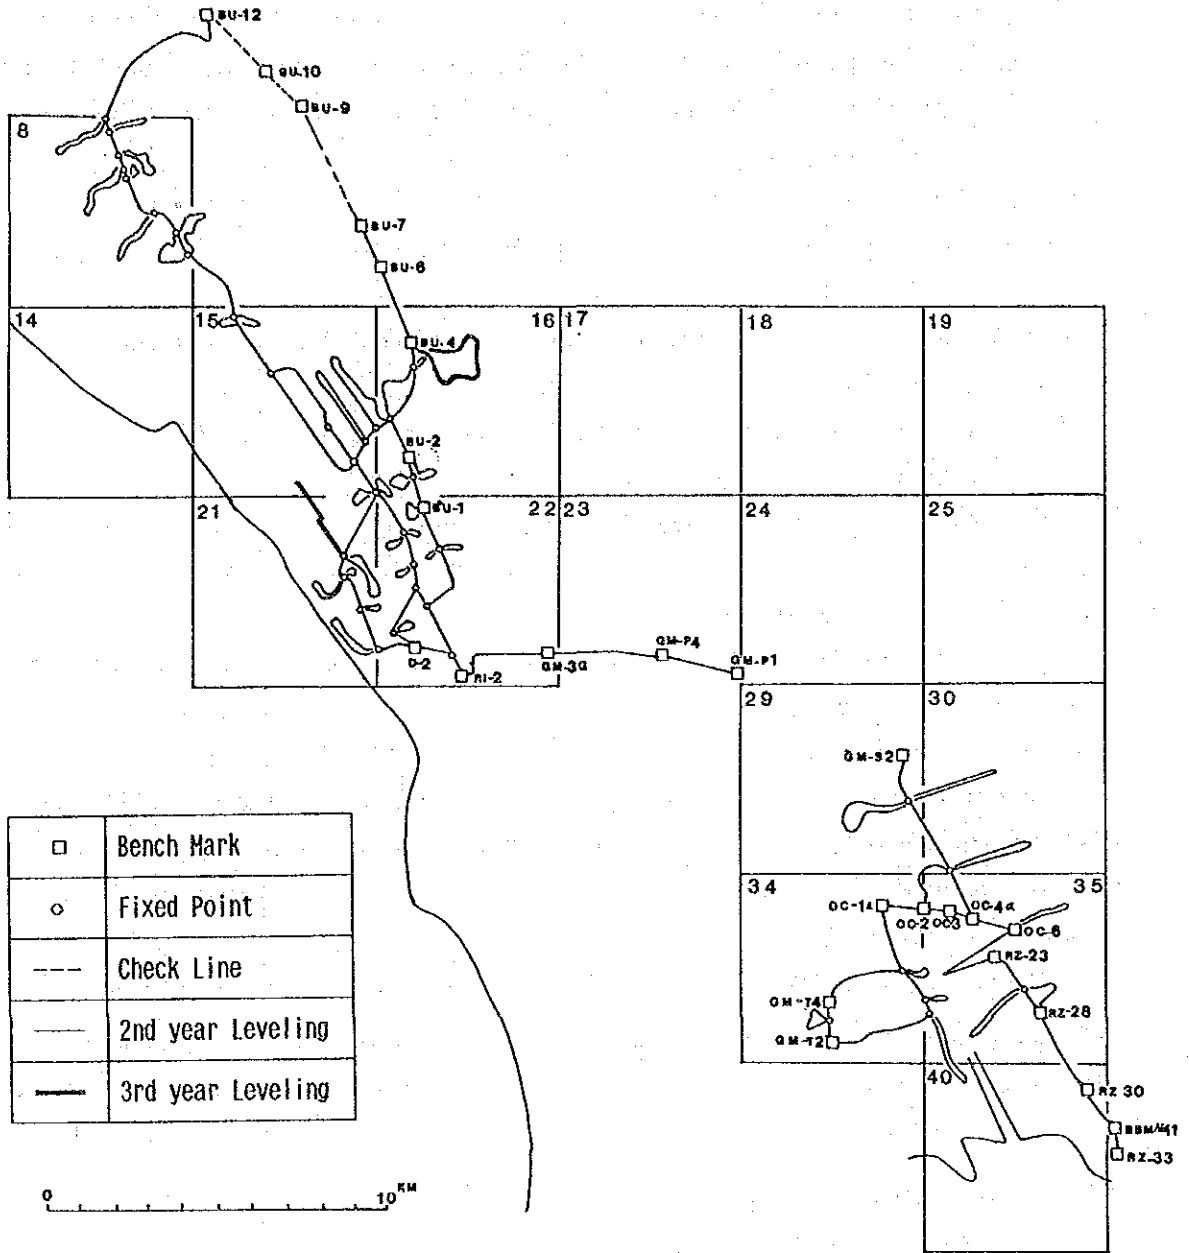 BU-12
BU-10
BU-9
8
BU-7
BU-6
14
15
16
17
18
19
BU-4
BU-2
21
22
23
24
25
BU-1
D-2
RI-2
GM-3G
GM-P4
GM-P1
29
30
GM-S2
34
35
OC-1A
OC-2
OC3
OC-4a
OC-6
RZ-23
GM-T4
RZ-28
GM-T2
40
RZ 30
RZ-33
Bench Mark
Fixed Point
Check Line
2nd year Leveling
3rd year Leveling
0
10 KM